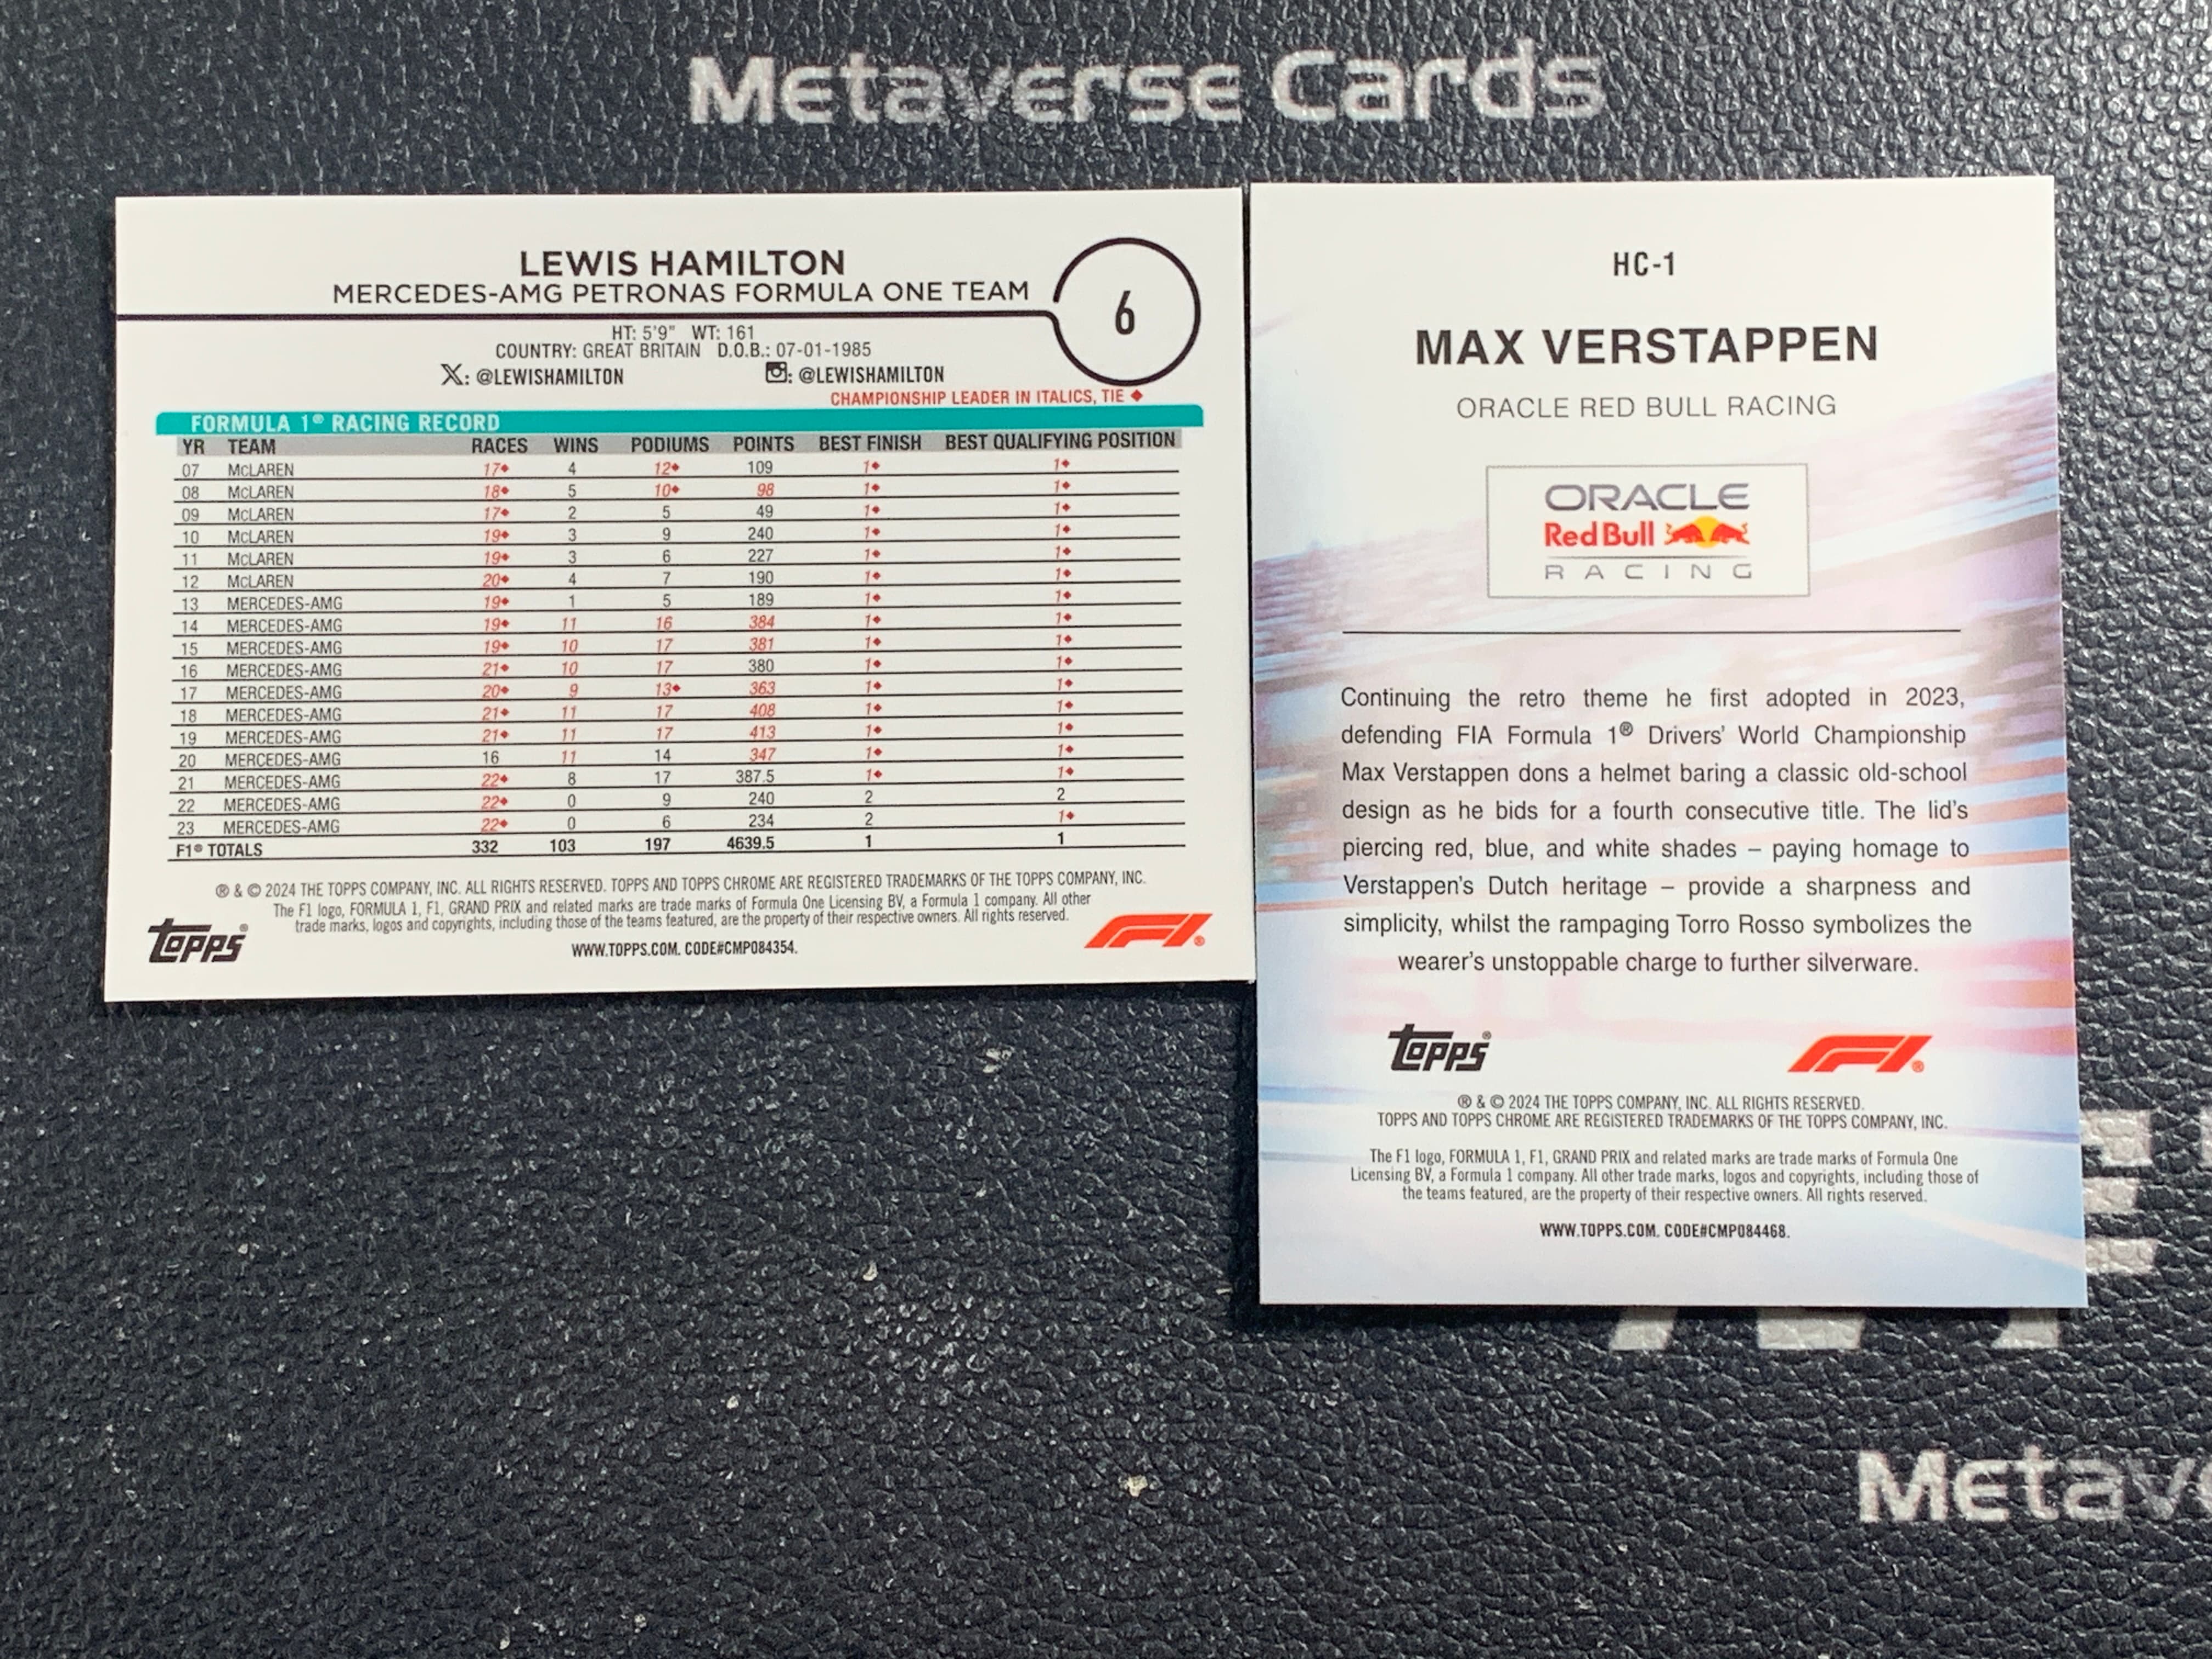 Metaverse Cards
LEWIS HAMILTON
MERCEDES-AMG PETRONAS FORMULA ONE TEAM
6
HT: 5'9" WT: 161
COUNTRY: GREAT BRITAIN D.O.B.: 07-01-1985
X: @LEWISHAMILTON : @LEWISHAMILTON
CHAMPIONSHIP LEADER IN ITALICS, TIE ♦
FORMULA 1® RACING RECORD
YR TEAM RACES WINS PODIUMS POINTS BEST FINISH BEST QUALIFYING POSITION
07 McLAREN 17♦ 4 12♦ 109 1♦ 1♦
08 McLAREN 18♦ 5 10♦ 98 1♦ 1♦
09 McLAREN 17♦ 2 5 49 1♦ 1♦
10 McLAREN 19♦ 3 9 240 1♦ 1♦
11 McLAREN 19♦ 3 6 227 1♦ 1♦
12 McLAREN 20♦ 4 7 190 1♦ 1♦
13 MERCEDES-AMG 19♦ 1 5 189 1♦ 1♦
14 MERCEDES-AMG 19♦ 11 16 384 1♦ 1♦
15 MERCEDES-AMG 19♦ 10 17 381 1♦ 1♦
16 MERCEDES-AMG 21♦ 10 17 380 1♦ 1♦
17 MERCEDES-AMG 20♦ 9 13♦ 363 1♦ 1♦
18 MERCEDES-AMG 21♦ 11 17 408 1♦ 1♦
19 MERCEDES-AMG 21♦ 11 17 413 1♦ 1♦
20 MERCEDES-AMG 16 11 14 347 1♦ 1♦
21 MERCEDES-AMG 22♦ 8 17 387.5 1♦ 1♦
22 MERCEDES-AMG 22♦ 0 9 240 2 2
23 MERCEDES-AMG 22♦ 0 6 234 2 1♦
F1® TOTALS 332 103 197 4639.5 1 1
® & © 2024 THE TOPPS COMPANY, INC. ALL RIGHTS RESERVED. TOPPS AND TOPPS CHROME ARE REGISTERED TRADEMARKS OF THE TOPPS COMPANY, INC.
The F1 logo, FORMULA 1, F1, GRAND PRIX and related marks are trade marks of Formula One Licensing BV, a Formula 1 company. All other
trade marks, logos and copyrights, including those of the teams featured, are the property of their respective owners. All rights reserved.
WWW.TOPPS.COM. CODE#CMP084354.
Topps®
F1®
HC-1
MAX VERSTAPPEN
ORACLE RED BULL RACING
ORACLE
Red Bull
RACING
Continuing the retro theme he first adopted in 2023,
defending FIA Formula 1® Drivers' World Championship
Max Verstappen dons a helmet baring a classic old-school
design as he bids for a fourth consecutive title. The lid's
piercing red, blue, and white shades – paying homage to
Verstappen's Dutch heritage – provide a sharpness and
simplicity, whilst the rampaging Torro Rosso symbolizes the
wearer's unstoppable charge to further silverware.
Topps® F1®
® & © 2024 THE TOPPS COMPANY, INC. ALL RIGHTS RESERVED.
TOPPS AND TOPPS CHROME ARE REGISTERED TRADEMARKS OF THE TOPPS COMPANY, INC.
The F1 logo, FORMULA 1, F1, GRAND PRIX and related marks are trade marks of Formula One
Licensing BV, a Formula 1 company. All other trade marks, logos and copyrights, including those of
the teams featured, are the property of their respective owners. All rights reserved.
WWW.TOPPS.COM. CODE#CMP084468.
Metav